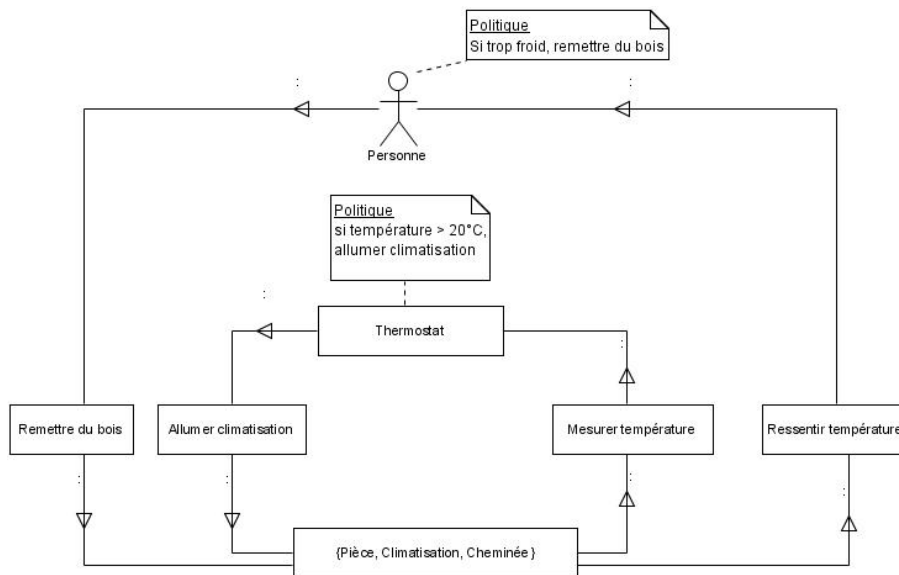 Politique
Si trop froid, remettre du bois
:
:
Personne
Politique
si température > 20°C,
allumer climatisation
:
Thermostat
:
Remettre du bois
Allumer climatisation
Mesurer température
Ressentir température
:
:
:
:
{Pièce, Climatisation, Cheminée}